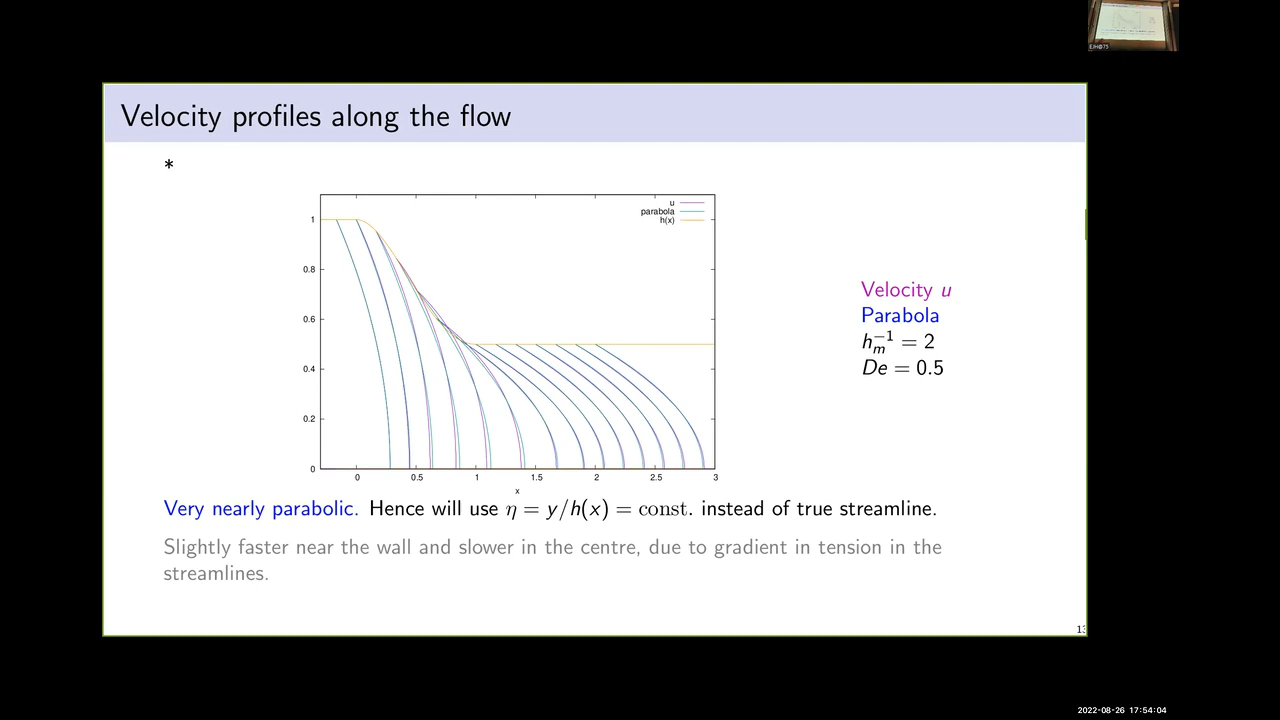 EJH@75
Velocity profiles along the flow
*
u
parabola
h(x)
1
0.8
0.6
0.4
0.2
0
0 0.5 1 1.5 2 2.5 3
x
Velocity u
Parabola
h_m^{-1} = 2
De = 0.5
Very nearly parabolic. Hence will use η = y/h(x) = const. instead of true streamline.
Slightly faster near the wall and slower in the centre, due to gradient in tension in the
streamlines.
2022-08-26 17:54:04